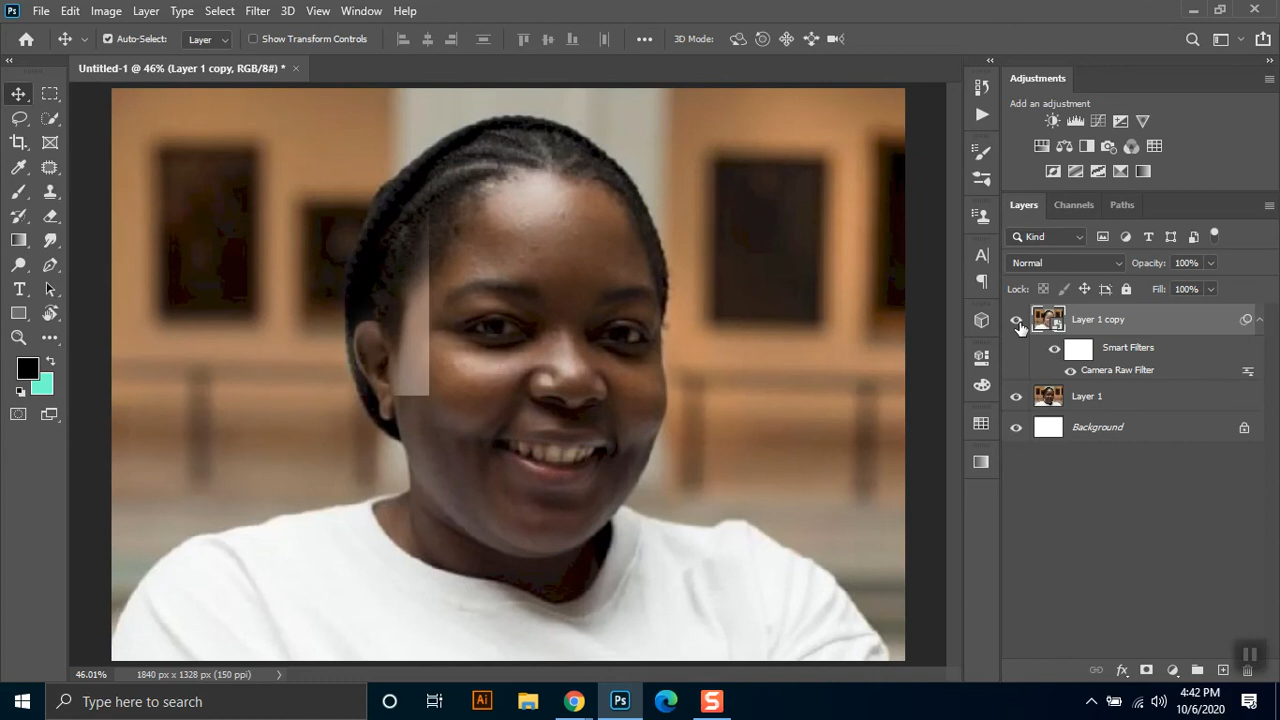 Ps File Edit Image Layer Type Select Filter 3D View Window Help
Auto-Select: Layer Show Transform Controls 3D Mode:
Untitled-1 @ 46% (Layer 1 copy, RGB/8#) *
Adjustments
Add an adjustment
Layers Channels Paths
Kind
Normal Opacity: 100%
Lock: Fill: 100%
Layer 1 copy
Smart Filters
Camera Raw Filter
Layer 1
Background
46.01% 1840 px x 1328 px (150 ppi)
Type here to search
Ai Ps S
4:42 PM
10/6/2020